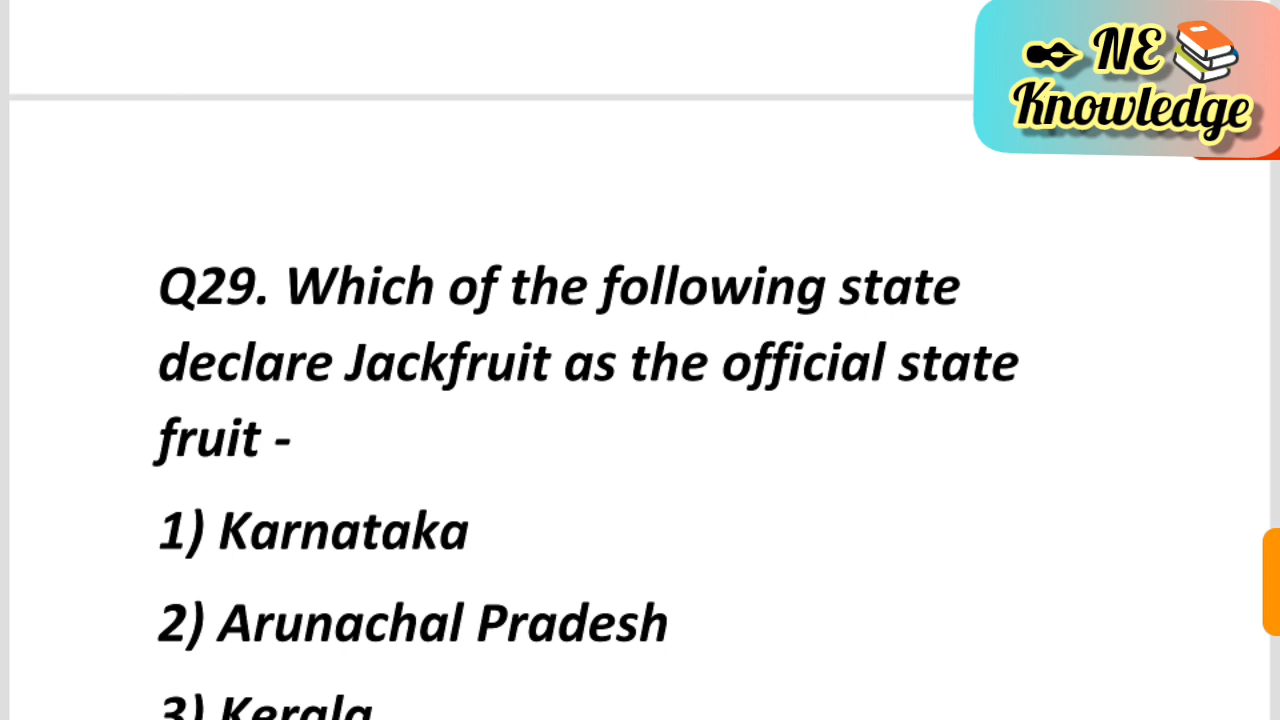 NE
Knowledge
Q29. Which of the following state
declare Jackfruit as the official state
fruit -
1) Karnataka
2) Arunachal Pradesh
3) Kerala